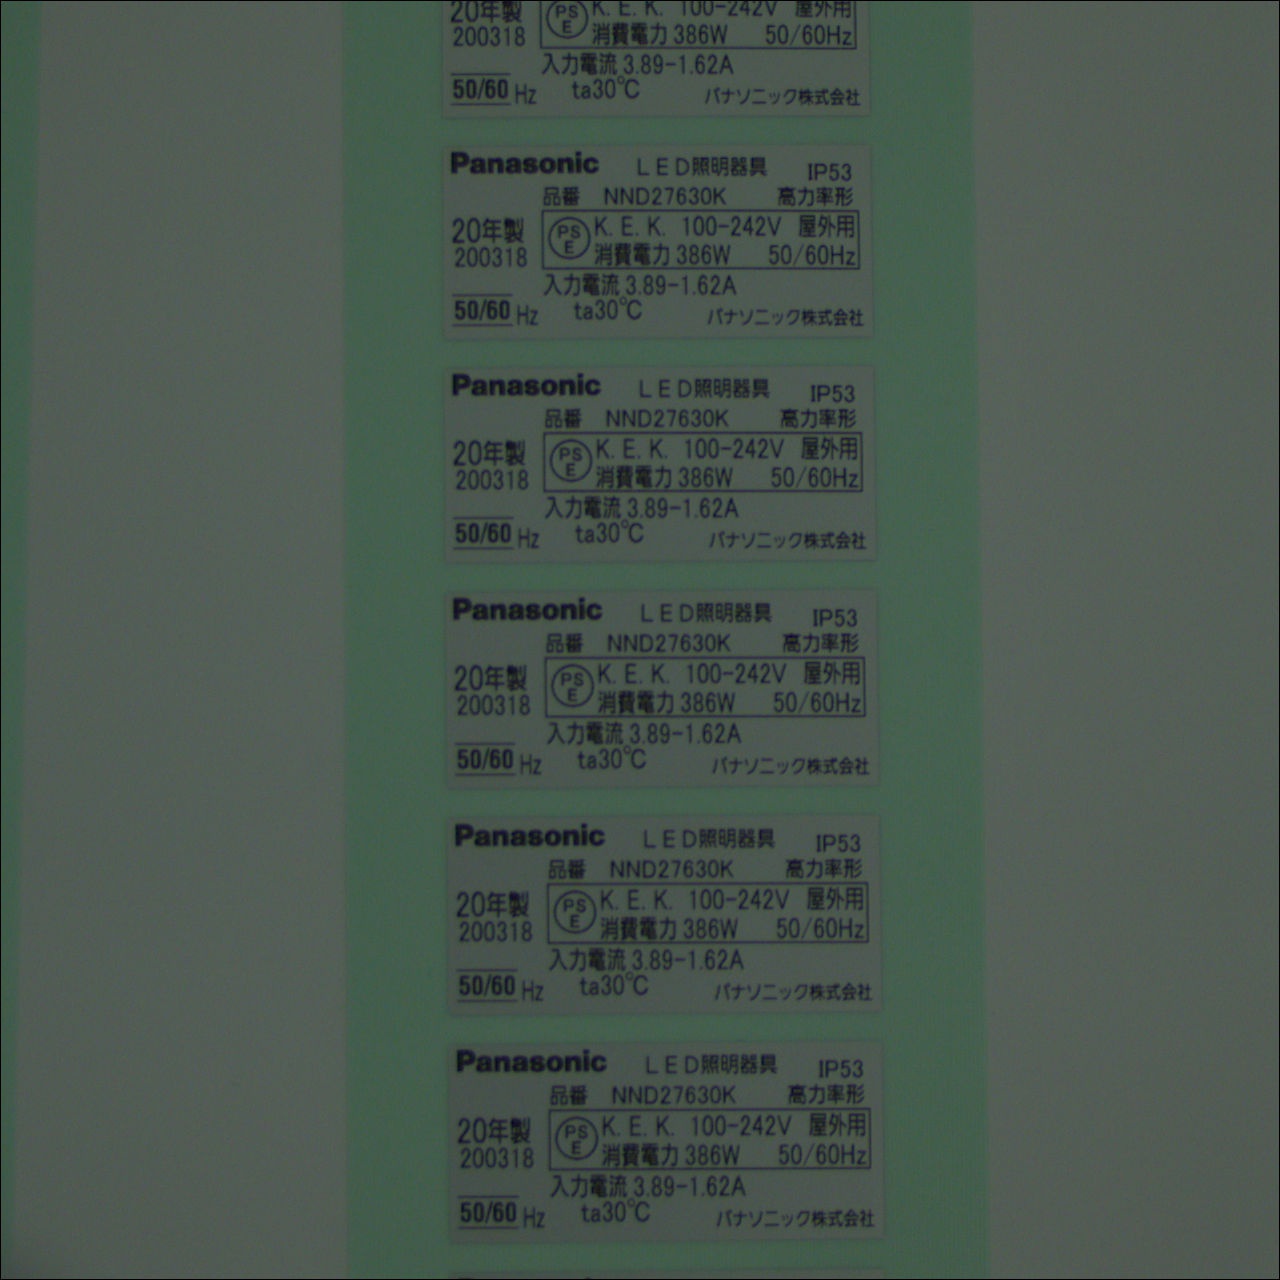 20年製 PSE K. E. K. 100-242V 屋外用
200318 消費電力 386W 50/60Hz
入力電流 3.89-1.62A
50/60 Hz ta30℃ パナソニック株式会社
Panasonic LED照明器具 IP53
品番 NND27630K 高力率形
20年製 PSE K. E. K. 100-242V 屋外用
200318 消費電力 386W 50/60Hz
入力電流 3.89-1.62A
50/60 Hz ta30℃ パナソニック株式会社
Panasonic LED照明器具 IP53
品番 NND27630K 高力率形
20年製 PSE K. E. K. 100-242V 屋外用
200318 消費電力 386W 50/60Hz
入力電流 3.89-1.62A
50/60 Hz ta30℃ パナソニック株式会社
Panasonic LED照明器具 IP53
品番 NND27630K 高力率形
20年製 PSE K. E. K. 100-242V 屋外用
200318 消費電力 386W 50/60Hz
入力電流 3.89-1.62A
50/60 Hz ta30℃ パナソニック株式会社
Panasonic LED照明器具 IP53
品番 NND27630K 高力率形
20年製 PSE K. E. K. 100-242V 屋外用
200318 消費電力 386W 50/60Hz
入力電流 3.89-1.62A
50/60 Hz ta30℃ パナソニック株式会社
Panasonic LED照明器具 IP53
品番 NND27630K 高力率形
20年製 PSE K. E. K. 100-242V 屋外用
200318 消費電力 386W 50/60Hz
入力電流 3.89-1.62A
50/60 Hz ta30℃ パナソニック株式会社